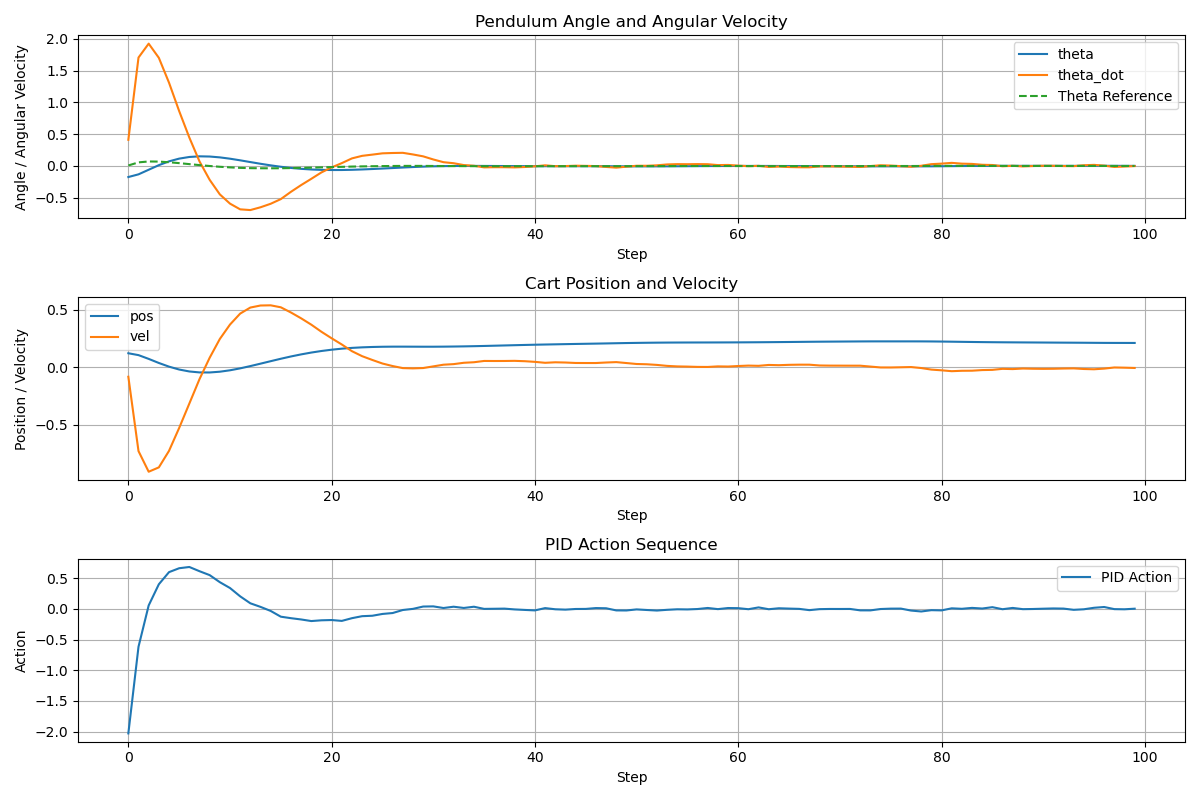 Pendulum Angle and Angular Velocity
Angle / Angular Velocity
2.0
1.5
1.0
0.5
0.0
−0.5
theta
theta_dot
Theta Reference
0 20 40 60 80 100
Step
Cart Position and Velocity
Position / Velocity
0.5
0.0
−0.5
pos
vel
0 20 40 60 80 100
Step
PID Action Sequence
Action
0.5
0.0
−0.5
−1.0
−1.5
−2.0
PID Action
0 20 40 60 80 100
Step